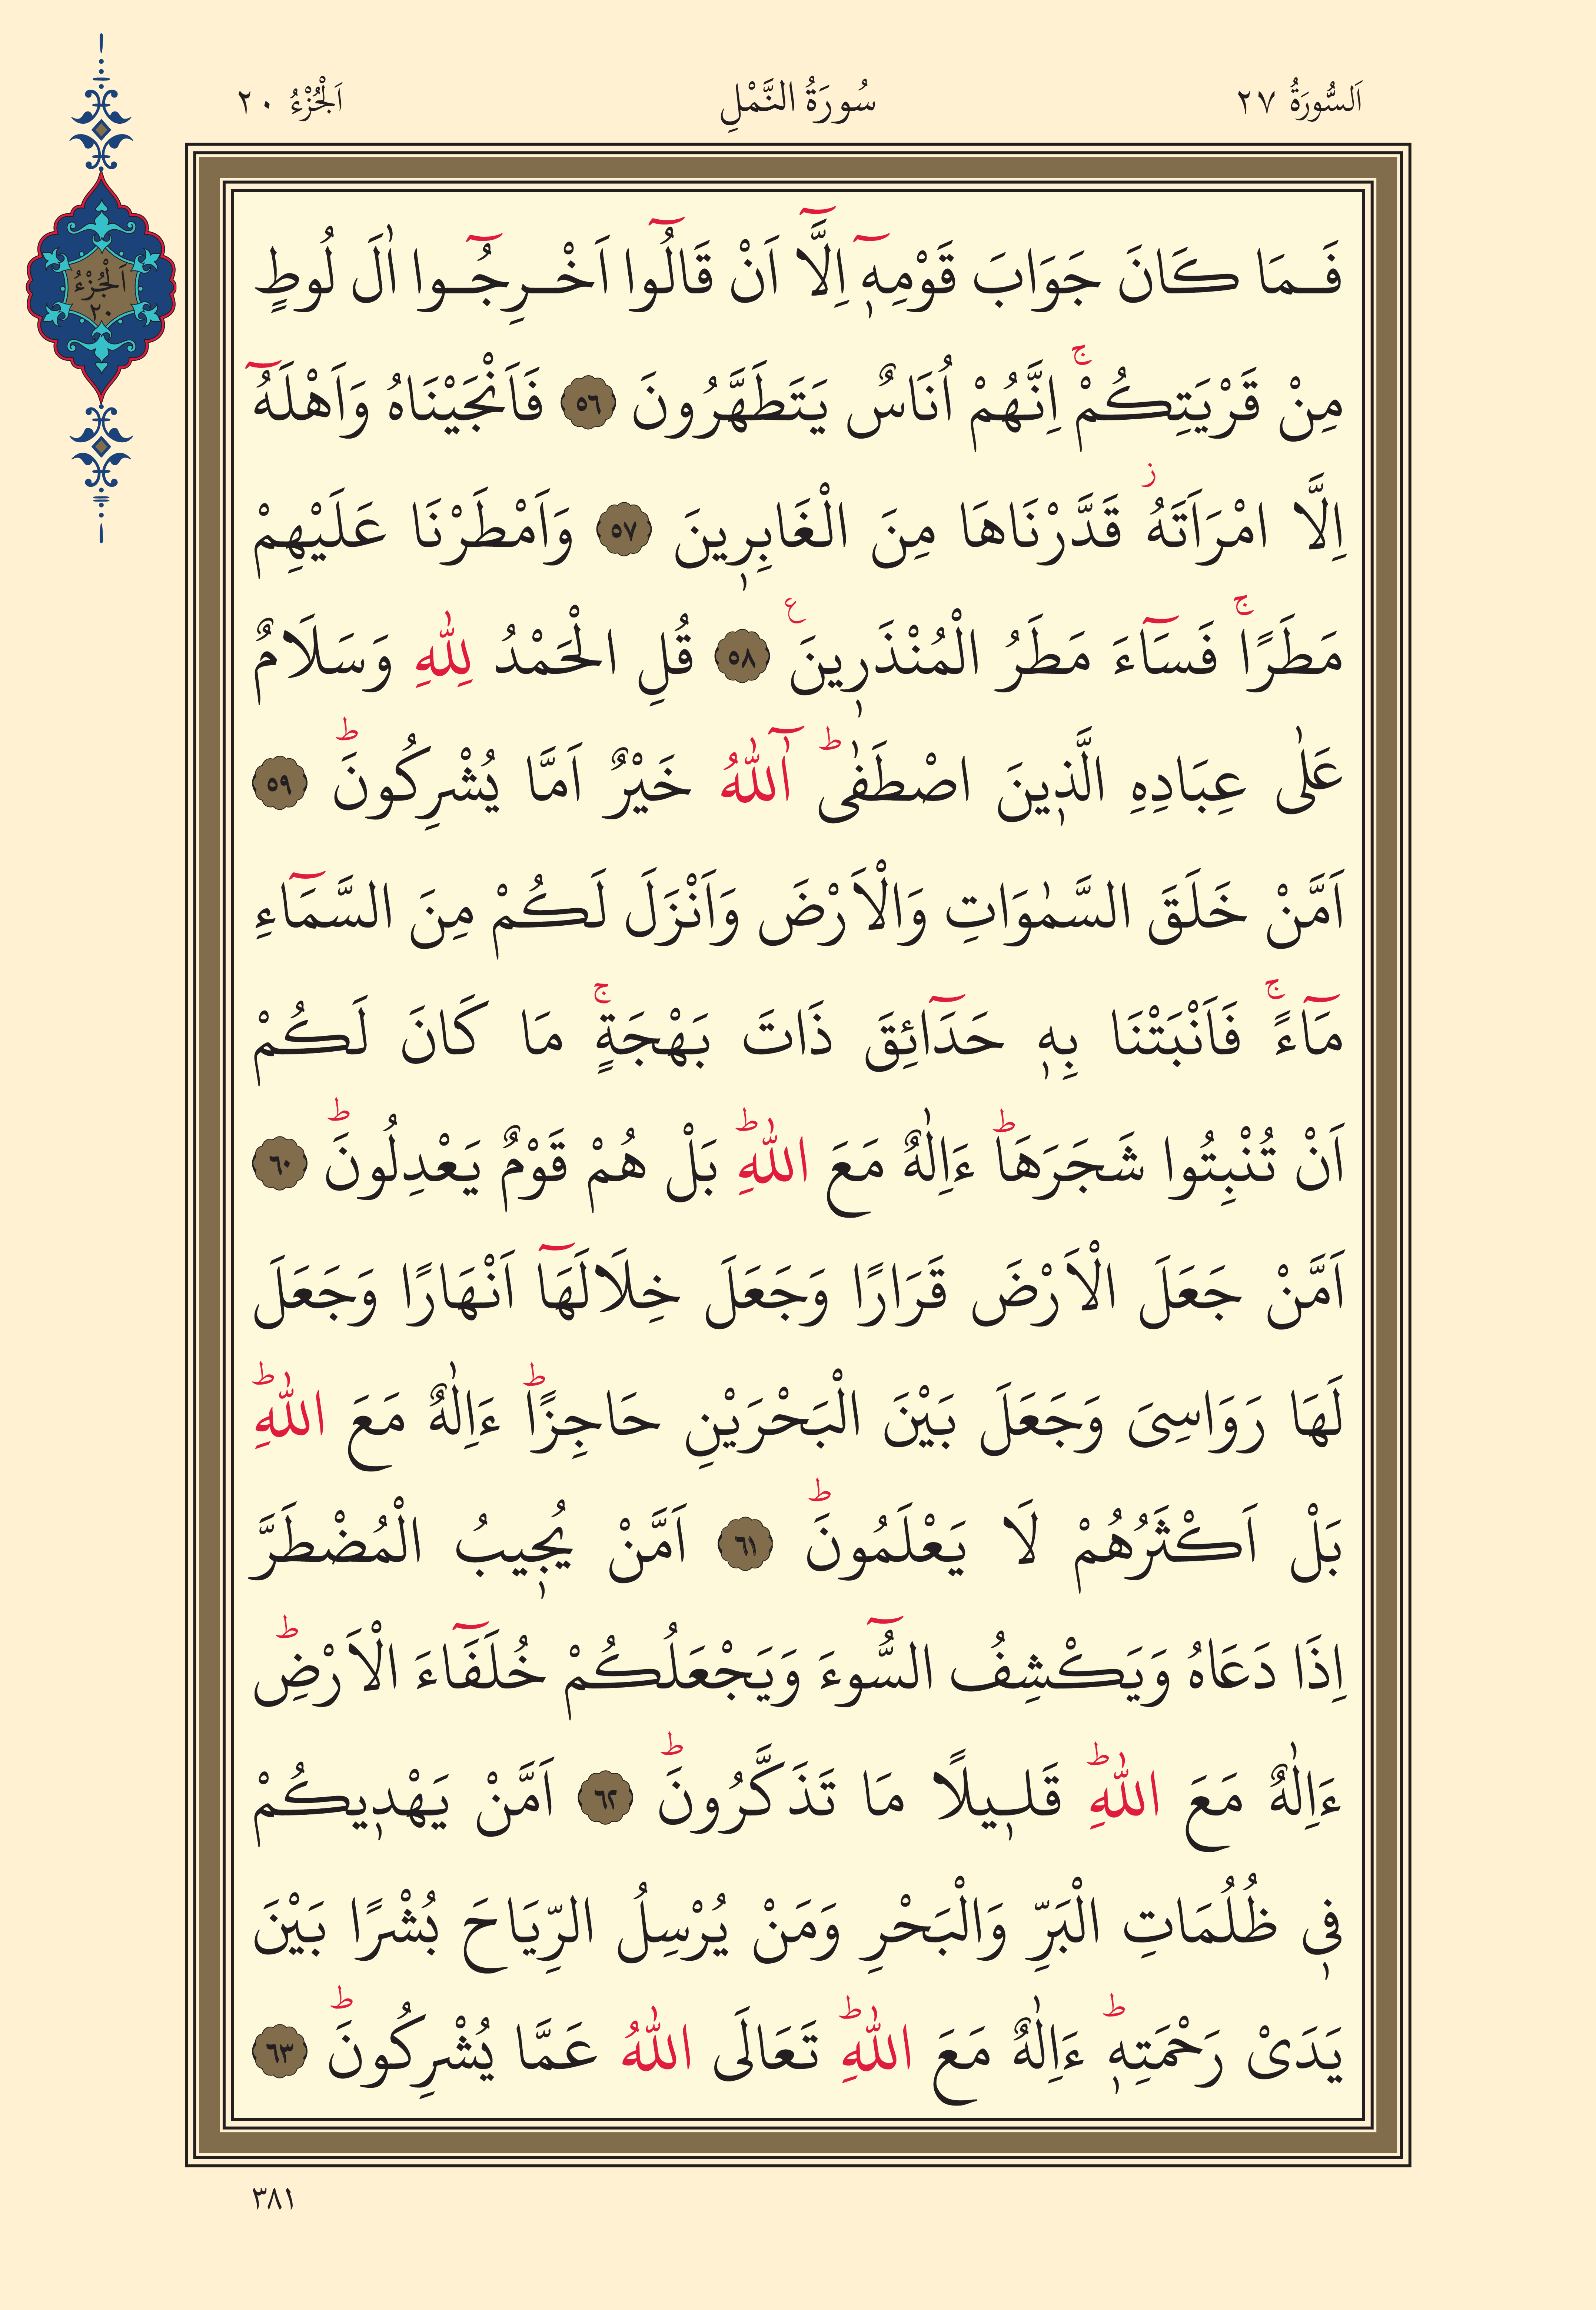 اَلسُّورَةُ ٢٧ سُورَةُ النَّمْلِ اَلْجُزْءُ ٢٠
اَلْجُزْءُ
٢٠
فَـمَا كَانَ جَوَابَ قَوْمِه۪ٓ اِلَّٓا اَنْ قَالُٓوا اَخْـرِجُـٓوا اٰلَ لُوطٍ
مِنْ قَرْيَتِكُمْۚ اِنَّهُمْ اُنَاسٌ يَتَطَهَّرُونَ ﴿٥٦﴾ فَاَنْجَيْنَاهُ وَاَهْلَهُٓ
اِلَّا امْرَاَتَهُۘ قَدَّرْنَاهَا مِنَ الْغَابِر۪ينَ ﴿٥٧﴾ وَاَمْطَرْنَا عَلَيْهِمْ
مَطَرًاۚ فَسَٓاءَ مَطَرُ الْمُنْذَر۪ينَ ع ﴿٥٨﴾ قُلِ الْحَمْدُ لِلّٰهِ وَسَلَامٌ
عَلٰى عِبَادِهِ الَّذ۪ينَ اصْطَفٰىۜ آٰللّٰهُ خَيْرٌ اَمَّا يُشْرِكُونَۜ ﴿٥٩﴾
اَمَّنْ خَلَقَ السَّمٰوَاتِ وَالْاَرْضَ وَاَنْزَلَ لَكُمْ مِنَ السَّمَٓاءِ
مَٓاءًۚ فَاَنْبَتْنَا بِه۪ حَدَٓائِقَ ذَاتَ بَهْجَةٍۚ مَا كَانَ لَكُمْ
اَنْ تُنْبِتُوا شَجَرَهَاۜ ءَاِلٰهٌ مَعَ اللّٰهِۜ بَلْ هُمْ قَوْمٌ يَعْدِلُونَۜ ﴿٦٠﴾
اَمَّنْ جَعَلَ الْاَرْضَ قَرَارًا وَجَعَلَ خِلَالَهَٓا اَنْهَارًا وَجَعَلَ
لَهَا رَوَاسِىَ وَجَعَلَ بَيْنَ الْبَحْرَيْنِ حَاجِزًاۜ ءَاِلٰهٌ مَعَ اللّٰهِۜ
بَلْ اَكْثَرُهُمْ لَا يَعْلَمُونَۜ ﴿٦١﴾ اَمَّنْ يُج۪يبُ الْمُضْطَرَّ
اِذَا دَعَاهُ وَيَكْشِفُ السُّٓوءَ وَيَجْعَلُكُمْ خُلَفَٓاءَ الْاَرْضِۜ
ءَاِلٰهٌ مَعَ اللّٰهِۜ قَل۪يلًا مَا تَذَكَّرُونَۜ ﴿٦٢﴾ اَمَّنْ يَهْد۪يكُمْ
ف۪ى ظُلُمَاتِ الْبَرِّ وَالْبَحْرِ وَمَنْ يُرْسِلُ الرِّيَاحَ بُشْرًا بَيْنَ
يَدَىْ رَحْمَتِه۪ۜ ءَاِلٰهٌ مَعَ اللّٰهِۜ تَعَالَى اللّٰهُ عَمَّا يُشْرِكُونَۜ ﴿٦٣﴾
٣٨١